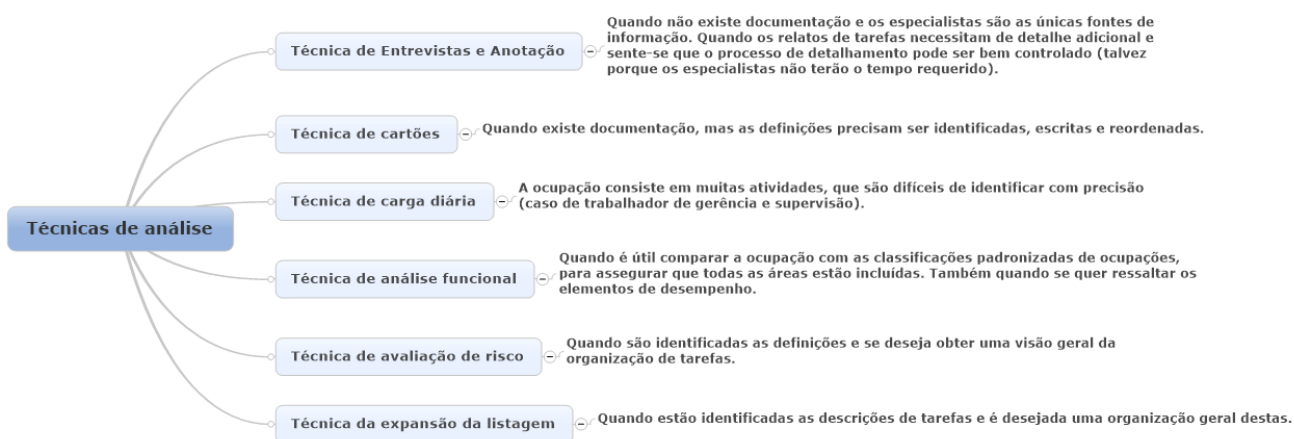 Técnicas de análise
Técnica de Entrevistas e Anotação
Quando não existe documentação e os especialistas são as únicas fontes de
informação. Quando os relatos de tarefas necessitam de detalhe adicional e
sente-se que o processo de detalhamento pode ser bem controlado (talvez
porque os especialistas não terão o tempo requerido).
Técnica de cartões
Quando existe documentação, mas as definições precisam ser identificadas, escritas e reordenadas.
Técnica de carga diária
A ocupação consiste em muitas atividades, que são difíceis de identificar com precisão
(caso de trabalhador de gerência e supervisão).
Técnica de análise funcional
Quando é útil comparar a ocupação com as classificações padronizadas de ocupações,
para assegurar que todas as áreas estão incluídas. Também quando se quer ressaltar os
elementos de desempenho.
Técnica de avaliação de risco
Quando são identificadas as definições e se deseja obter uma visão geral da
organização de tarefas.
Técnica da expansão da listagem
Quando estão identificadas as descrições de tarefas e é desejada uma organização geral destas.